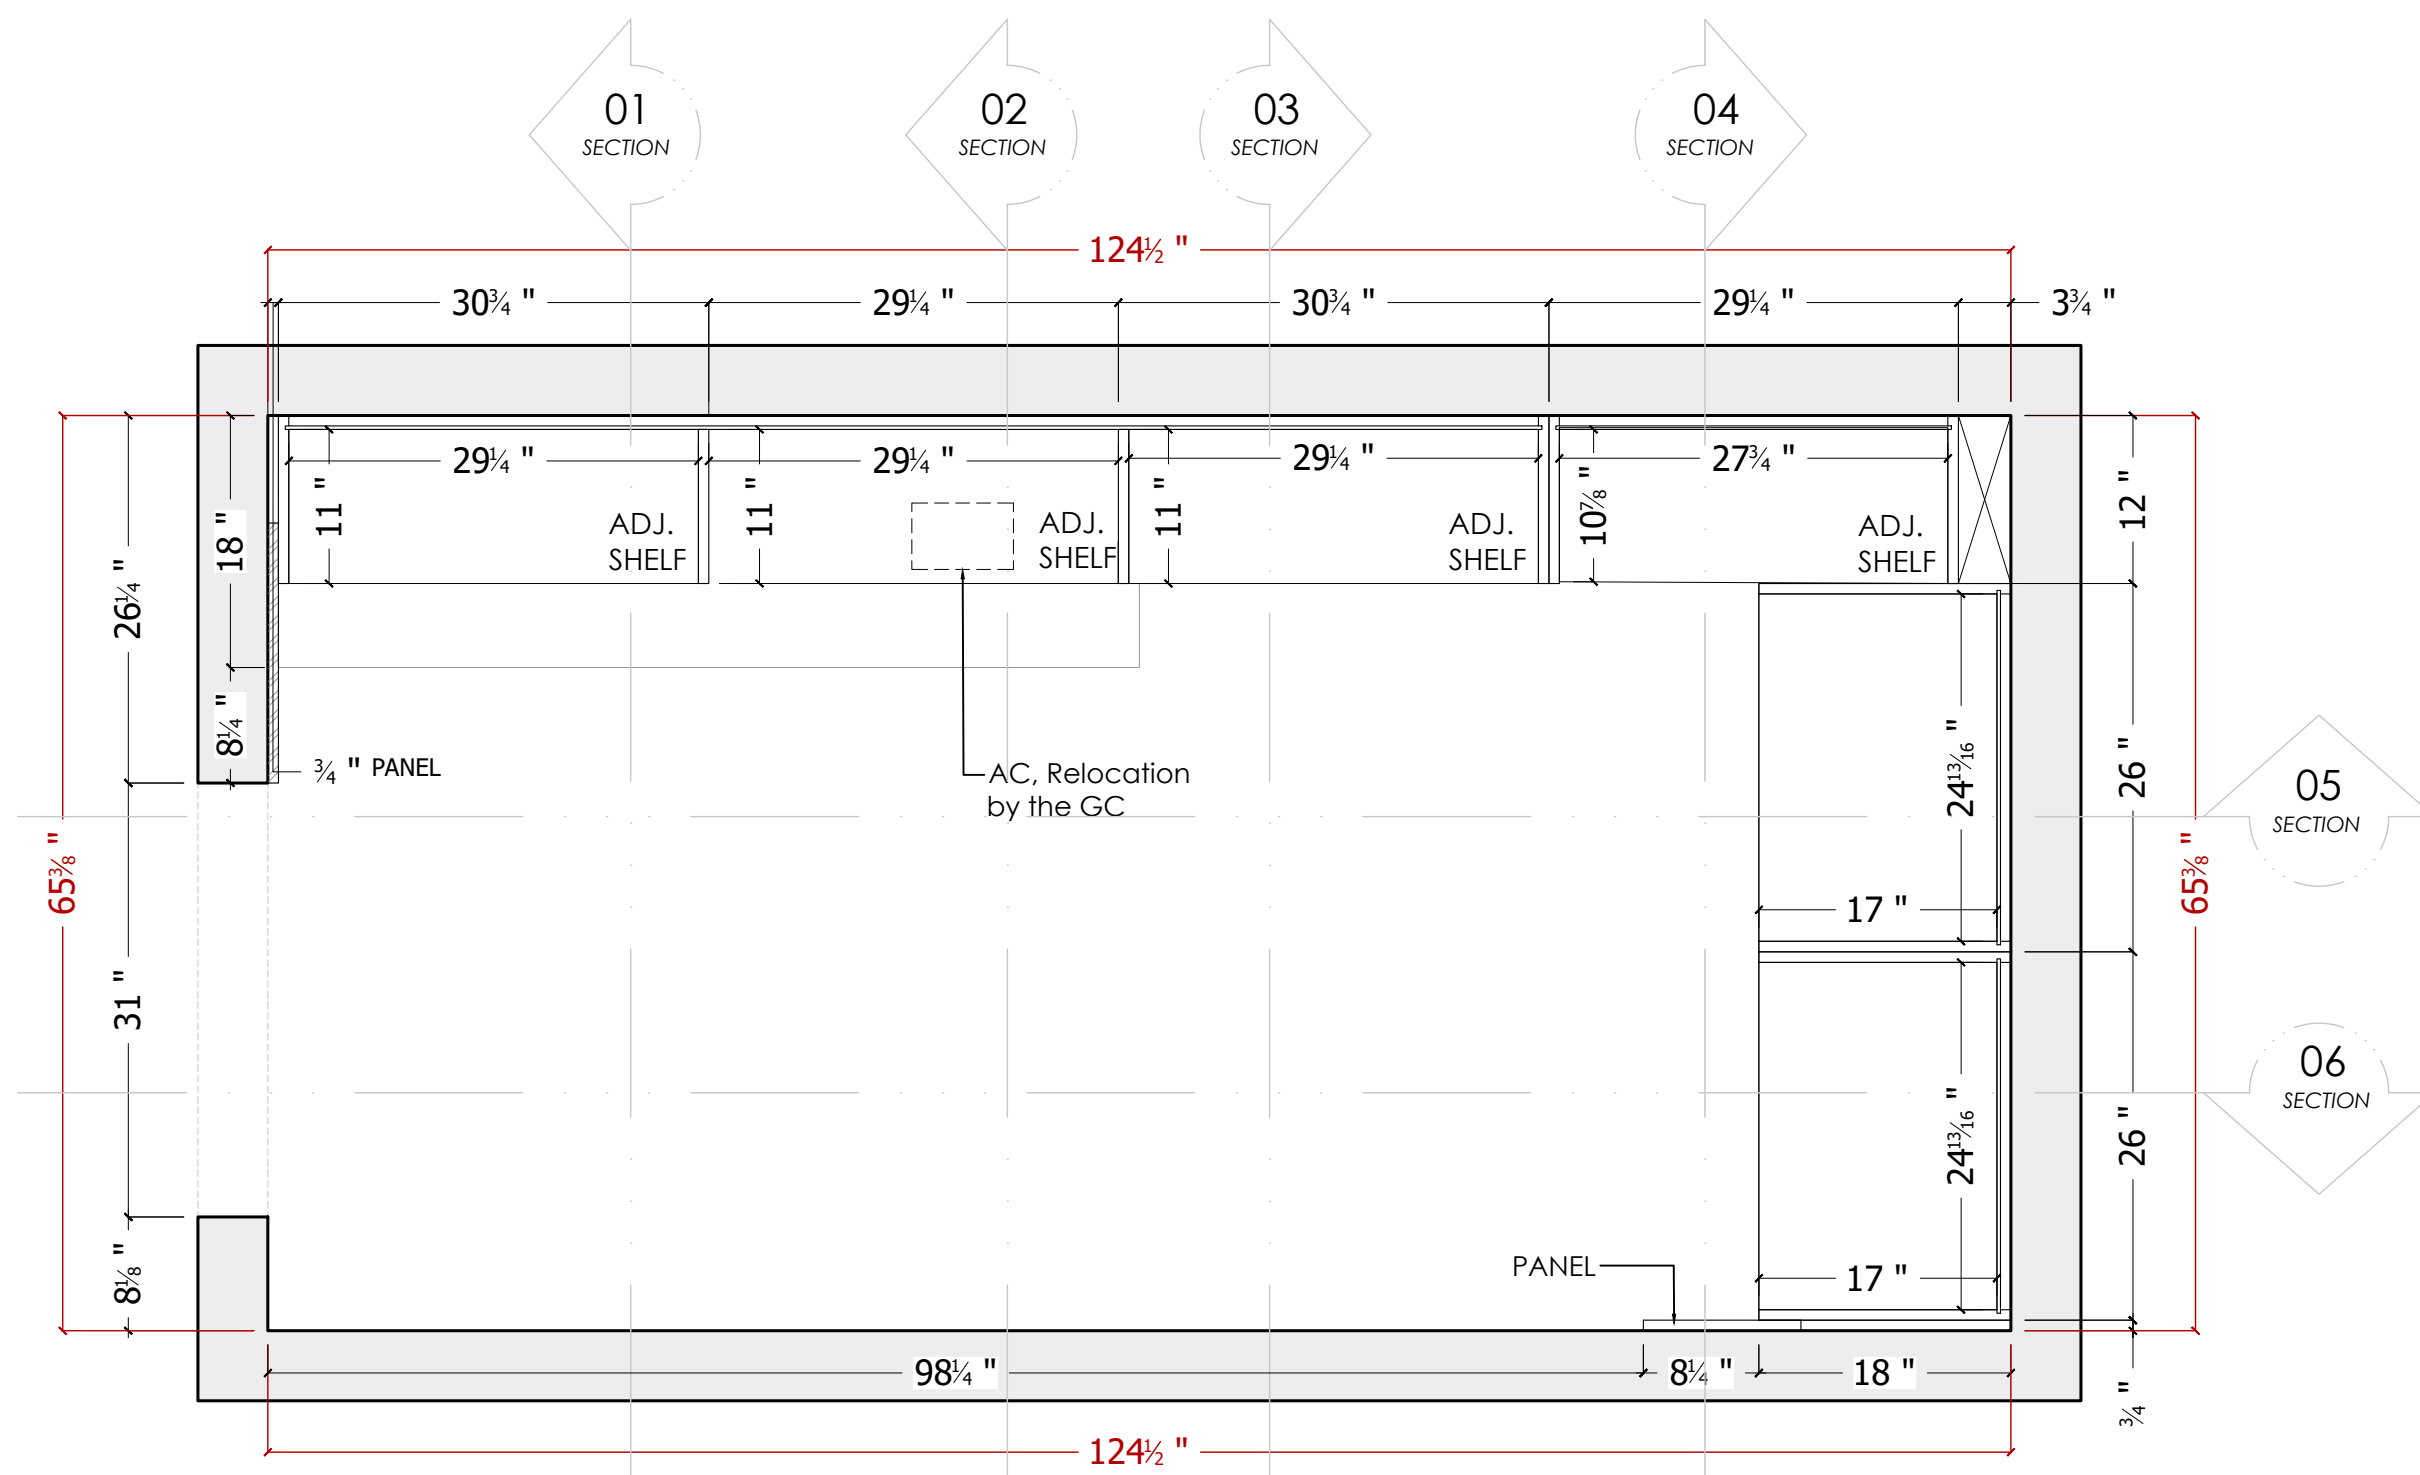 01
SECTION
02
SECTION
03
SECTION
04
SECTION
124½ "
30¾ "
29¼ "
30¾ "
29¼ "
3¾ "
29¼ "
29¼ "
29¼ "
27¾ "
11 "
11 "
11 "
10⅞ "
12 "
18 "
26¼ "
ADJ.
SHELF
ADJ.
SHELF
ADJ.
SHELF
ADJ.
SHELF
8¼ "
¾ " PANEL
AC, Relocation
by the GC
24¹³⁄₁₆ "
26 "
05
SECTION
65⅜ "
65⅜ "
17 "
31 "
06
SECTION
24¹³⁄₁₆ "
26 "
8⅛ "
PANEL
17 "
98¼ "
8¼ "
18 "
¾ "
124½ "